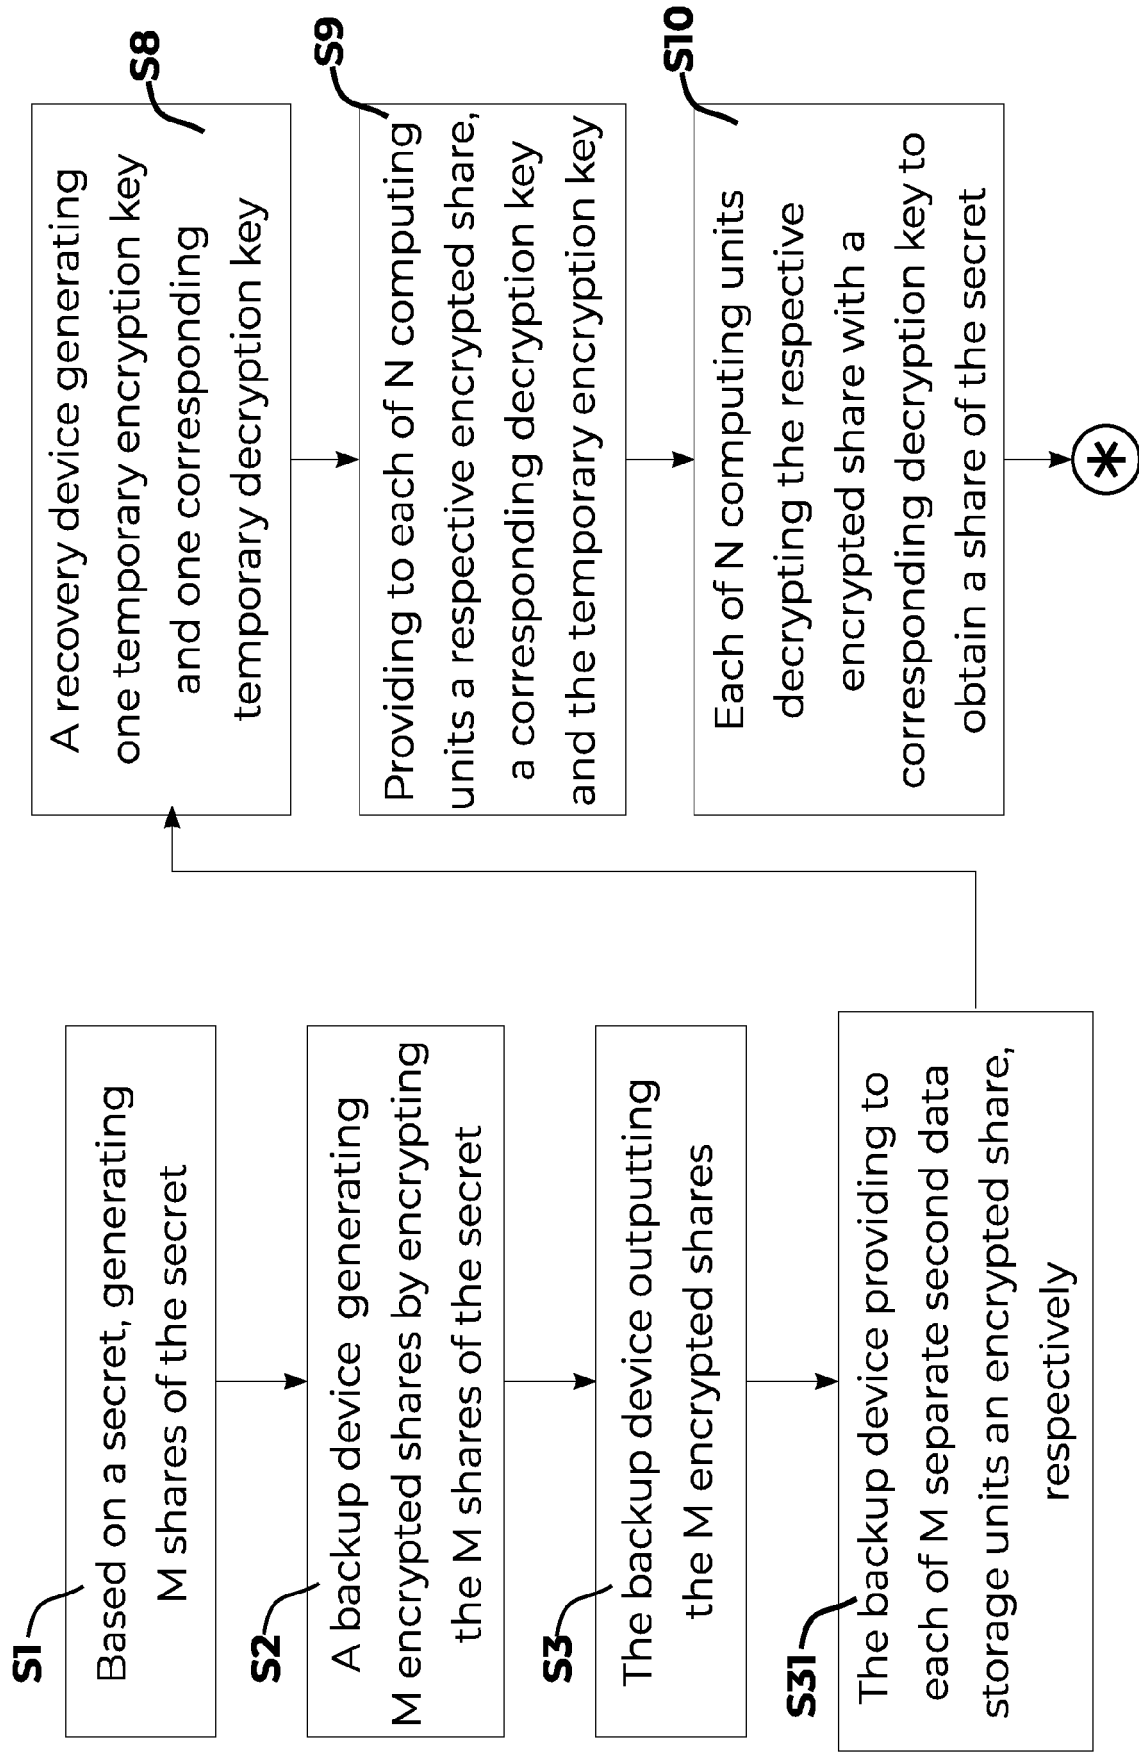 S1
Based on a secret, generating
M shares of the secret
S2
A backup device generating
M encrypted shares by encrypting
the M shares of the secret
S3
The backup device outputting
the M encrypted shares
S31
The backup device providing to
each of M separate second data
storage units an encrypted share,
respectively
S8
A recovery device generating
one temporary encryption key
and one corresponding
temporary decryption key
S9
Providing to each of N computing
units a respective encrypted share,
a corresponding decryption key
and the temporary encryption key
S10
Each of N computing units
decrypting the respective
encrypted share with a
corresponding decryption key to
obtain a share of the secret
*